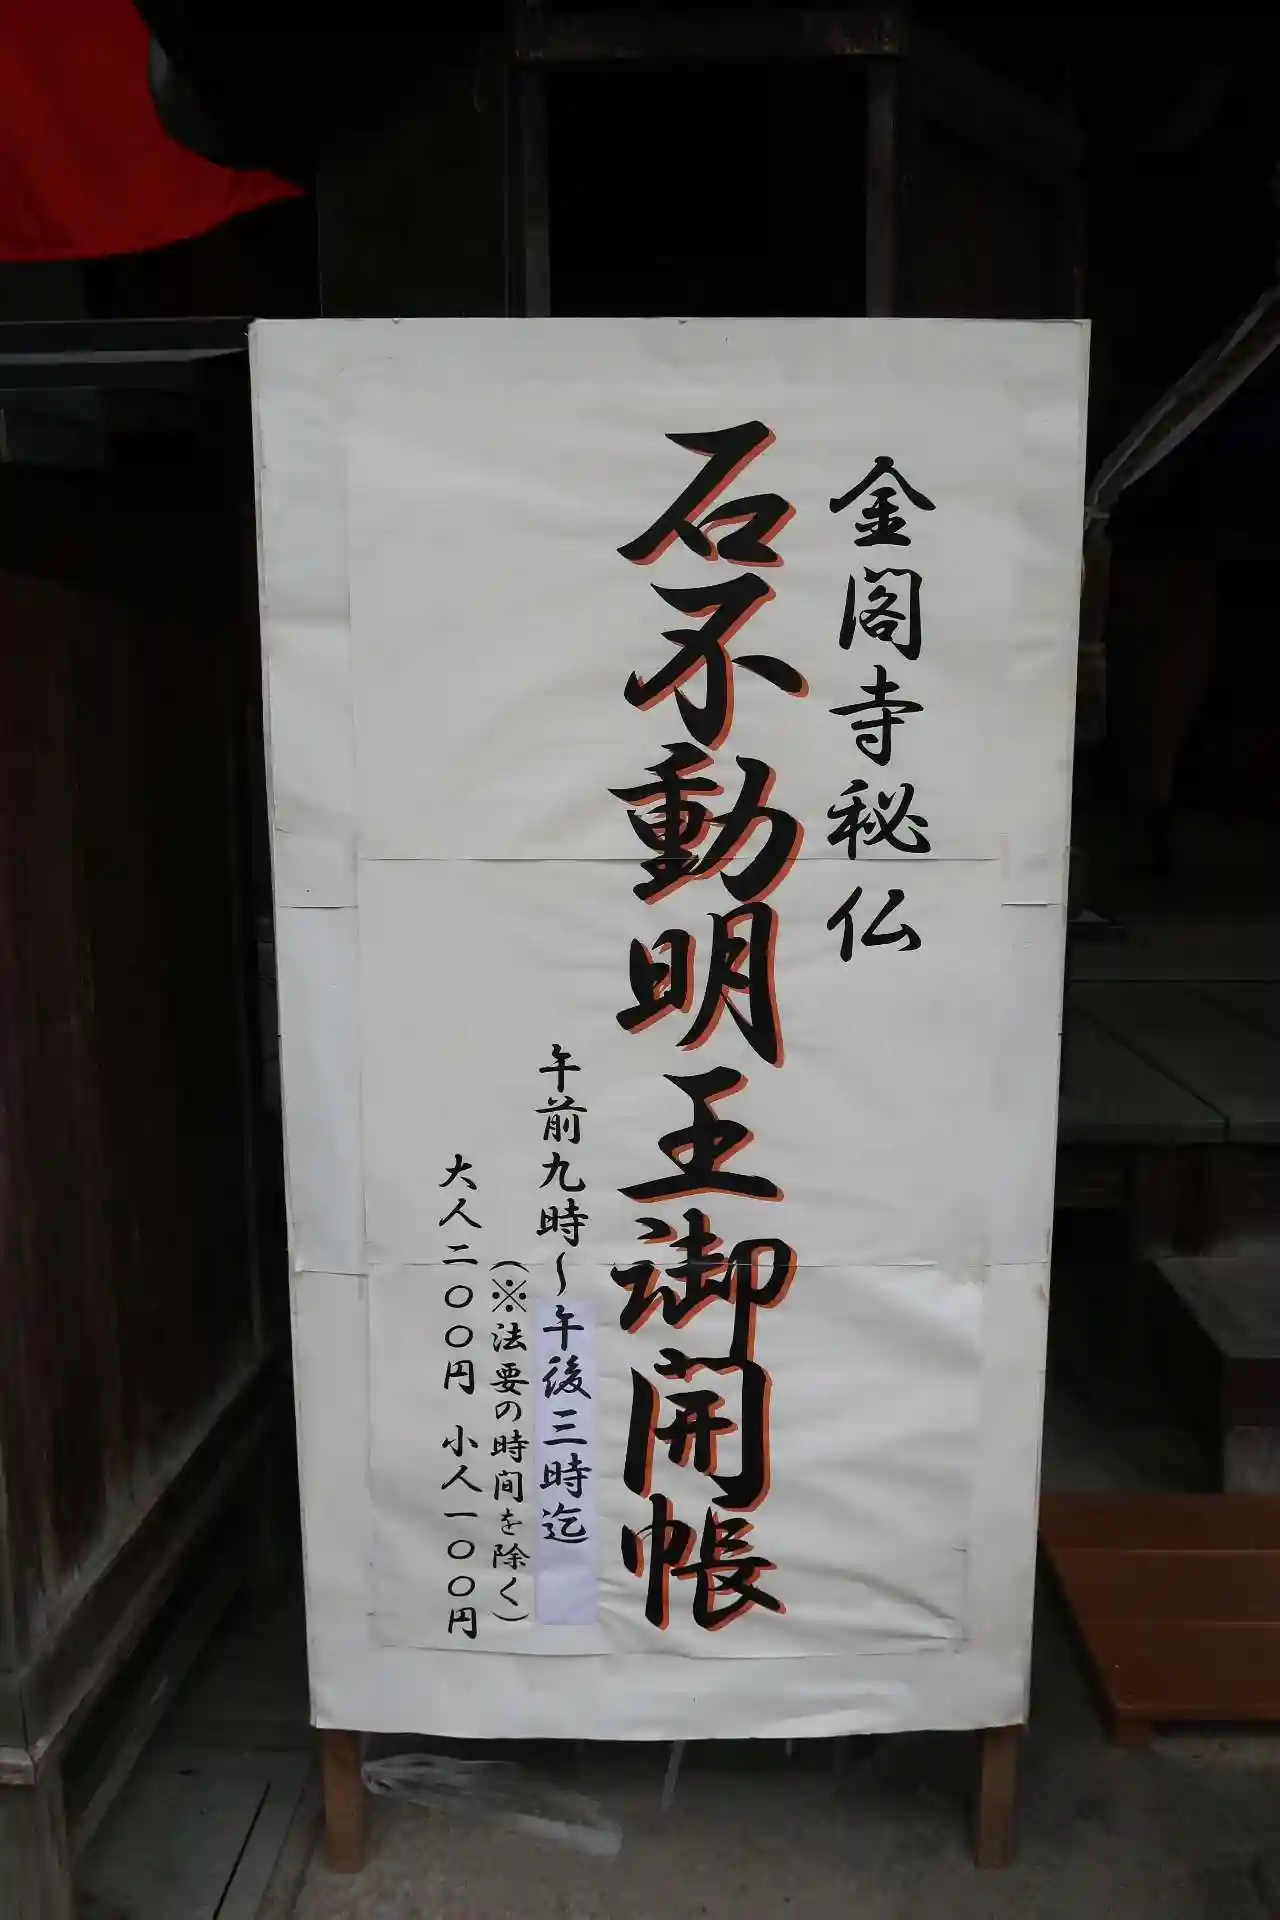 金閣寺秘仏
石不動明王御開帳
午前九時～午後三時迄
（※法要の時間を除く）
大人二〇〇円 小人一〇〇円